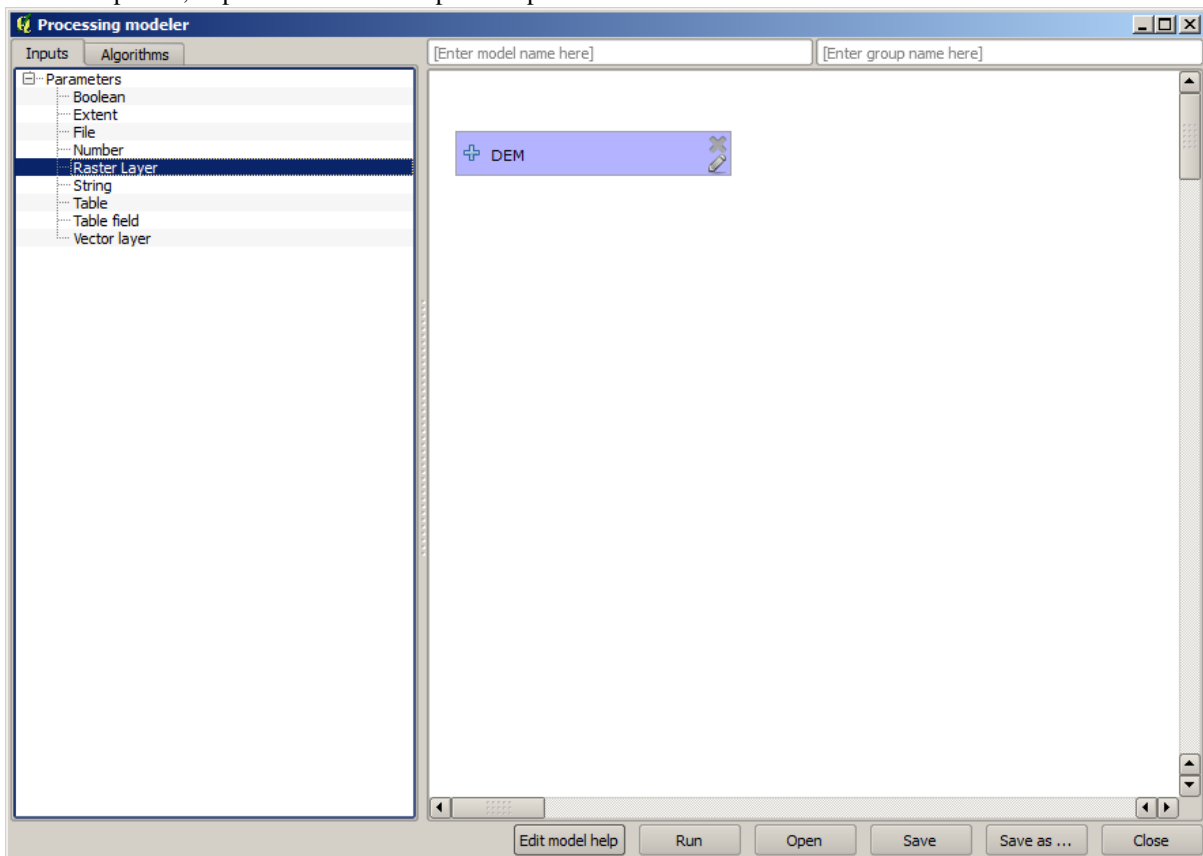 Processing modeler
Inputs Algorithms
[Enter model name here] [Enter group name here]
Parameters
Boolean
Extent
File
Number
Raster Layer
String
Table
Table field
Vector layer
DEM
Edit model help Run Open Save Save as ... Close